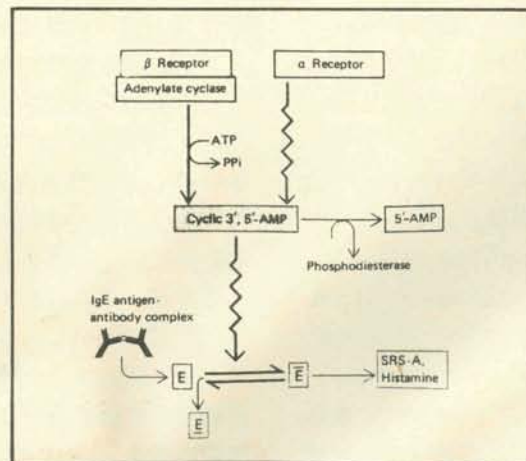 β Receptor
Adenylate cyclase
α Receptor
ATP
PPi
Cyclic 3', 5'-AMP
5'-AMP
Phosphodiesterase
IgE antigen-
antibody complex
E
E̅
SRS-A,
Histamine
E̲